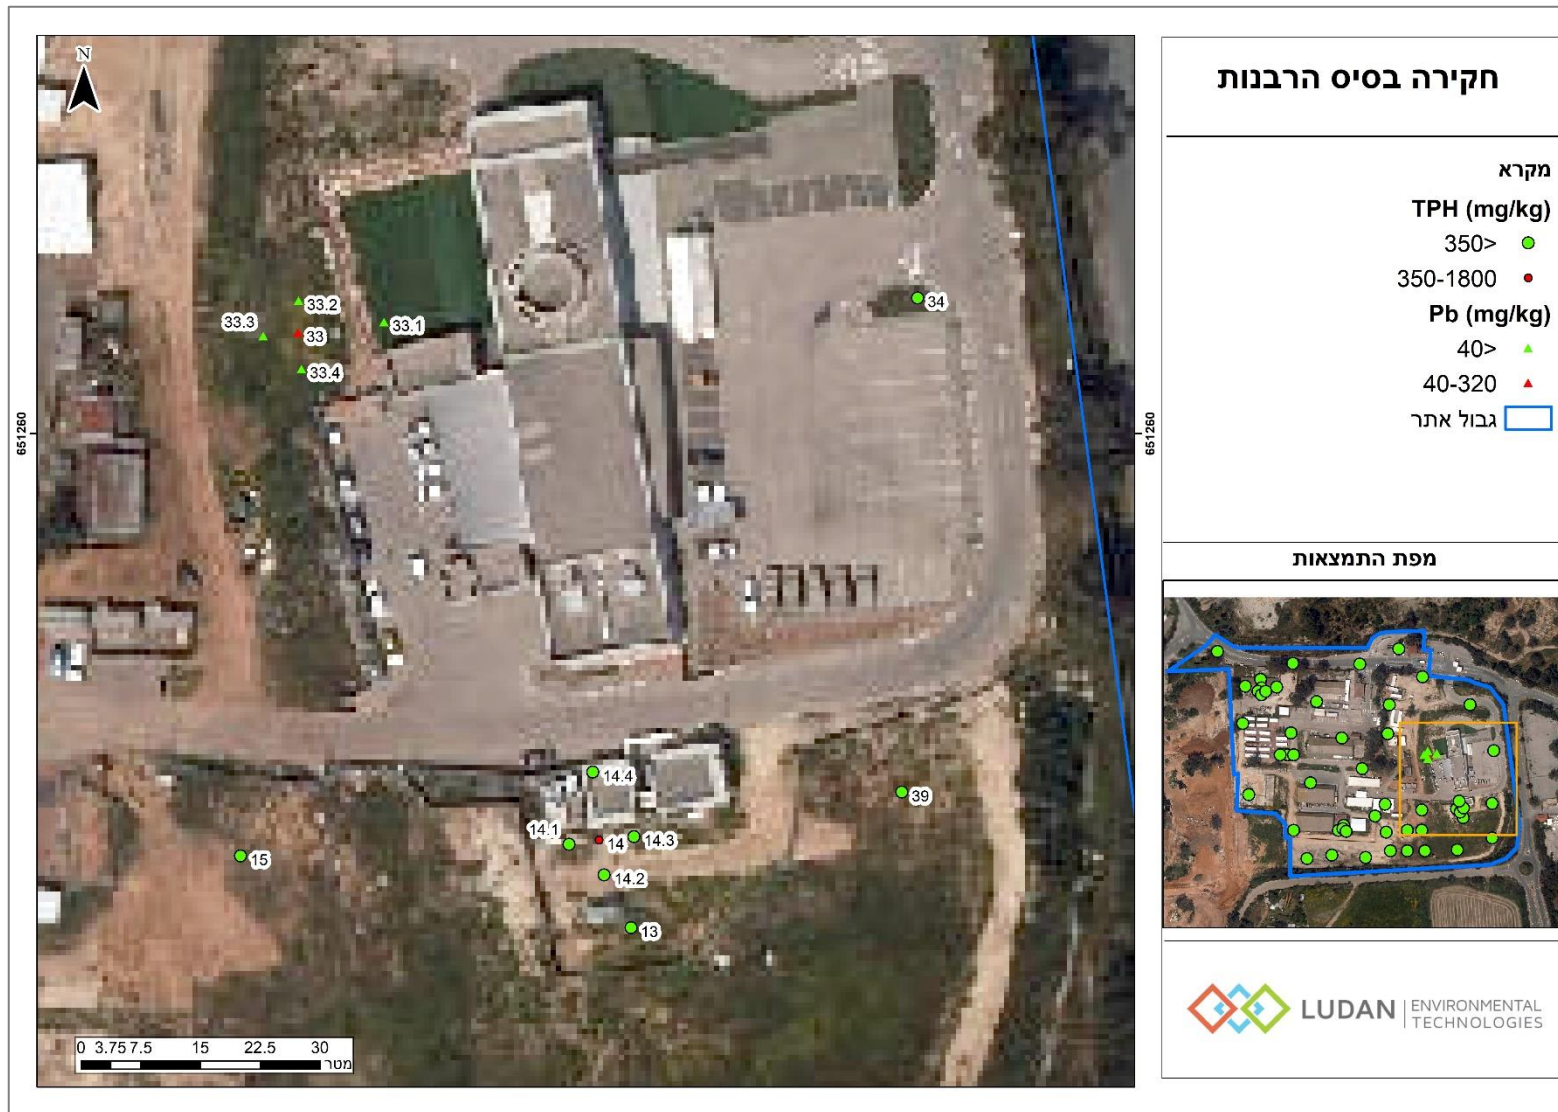 חקירה בסיס הרבנות
מקרא
TPH (mg/kg)
350>
350-1800
Pb (mg/kg)
40>
40-320
גבול אתר
מפת התמצאות
LUDAN
ENVIRONMENTAL
TECHNOLOGIES
N
33.2
33.3
33.1
33
33.4
34
651260
651260
14.4
39
14.1
14
14.3
15
14.2
13
0 3.75 7.5 15 22.5 30
מטר